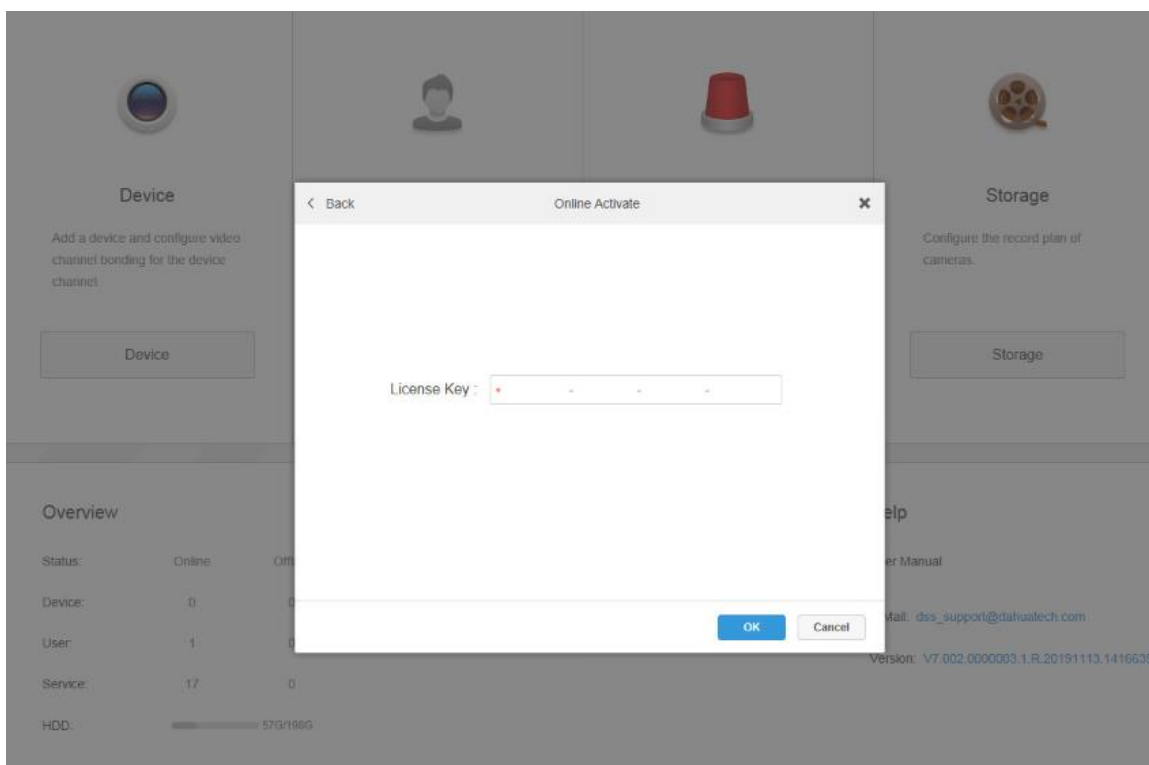 Device
Add a device and configure video
channel bonding for the device
channel
Device
Storage
Configure the record plan of
cameras.
Storage
< Back
Online Activate
License Key : * - - -
OK
Cancel
Overview
Status: Online
Device: 0 0
User: 1 0
Service: 17 0
HDD: 57G/198G
elp
er Manual
Mail: dss_support@dahuatech.com
Version: V7.002.0000003.1.R.20191113.141663